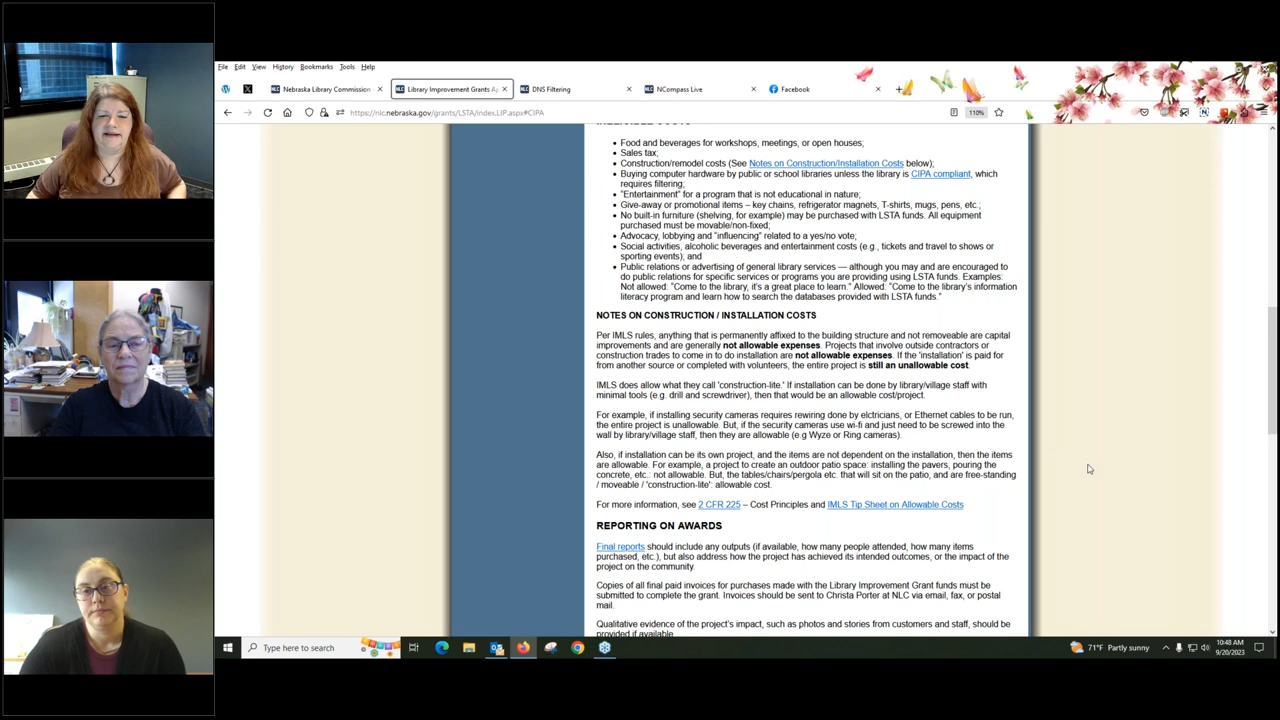 File Edit View History Bookmarks Tools Help
Nebraska Library Commission
Library Improvement Grants Ap
DNS Filtering
NCompass Live
Facebook
https://nlc.nebraska.gov/grants/LSTA/index.LIP.aspx#CIPA
110%
INELIGIBLE COSTS
Food and beverages for workshops, meetings, or open houses;
Sales tax;
Construction/remodel costs (See Notes on Construction/Installation Costs below);
Buying computer hardware by public or school libraries unless the library is CIPA compliant, which
requires filtering;
"Entertainment" for a program that is not educational in nature;
Give-away or promotional items – key chains, refrigerator magnets, T-shirts, mugs, pens, etc.;
No built-in furniture (shelving, for example) may be purchased with LSTA funds. All equipment
purchased must be movable/non-fixed;
Advocacy, lobbying and "influencing" related to a yes/no vote;
Social activities, alcoholic beverages and entertainment costs (e.g., tickets and travel to shows or
sporting events); and
Public relations or advertising of general library services — although you may and are encouraged to
do public relations for specific services or programs you are providing using LSTA funds. Examples:
Not allowed: "Come to the library, it's a great place to learn." Allowed: "Come to the library's information
literacy program and learn how to search the databases provided with LSTA funds."
NOTES ON CONSTRUCTION / INSTALLATION COSTS
Per IMLS rules, anything that is permanently affixed to the building structure and not removeable are capital
improvements and are generally not allowable expenses. Projects that involve outside contractors or
construction trades to come in to do installation are not allowable expenses. If the 'installation' is paid for
from another source or completed with volunteers, the entire project is still an unallowable cost.
IMLS does allow what they call 'construction-lite.' If installation can be done by library/village staff with
minimal tools (e.g. drill and screwdriver), then that would be an allowable cost/project.
For example, if installing security cameras requires rewiring done by elctricians, or Ethernet cables to be run,
the entire project is unallowable. But, if the security cameras use wi-fi and just need to be screwed into the
wall by library/village staff, then they are allowable (e.g Wyze or Ring cameras).
Also, if installation can be its own project, and the items are not dependent on the installation, then the items
are allowable. For example, a project to create an outdoor patio space: installing the pavers, pouring the
concrete, etc.: not allowable. But, the tables/chairs/pergola etc. that will sit on the patio, and are free-standing
/ moveable / 'construction-lite': allowable cost.
For more information, see 2 CFR 225 – Cost Principles and IMLS Tip Sheet on Allowable Costs
REPORTING ON AWARDS
Final reports should include any outputs (if available, how many people attended, how many items
purchased, etc.), but also address how the project has achieved its intended outcomes, or the impact of the
project on the community.
Copies of all final paid invoices for purchases made with the Library Improvement Grant funds must be
submitted to complete the grant. Invoices should be sent to Christa Porter at NLC via email, fax, or postal
mail.
Qualitative evidence of the project's impact, such as photos and stories from customers and staff, should be
provided if available
Type here to search
71°F Partly sunny
10:48 AM
9/20/2023